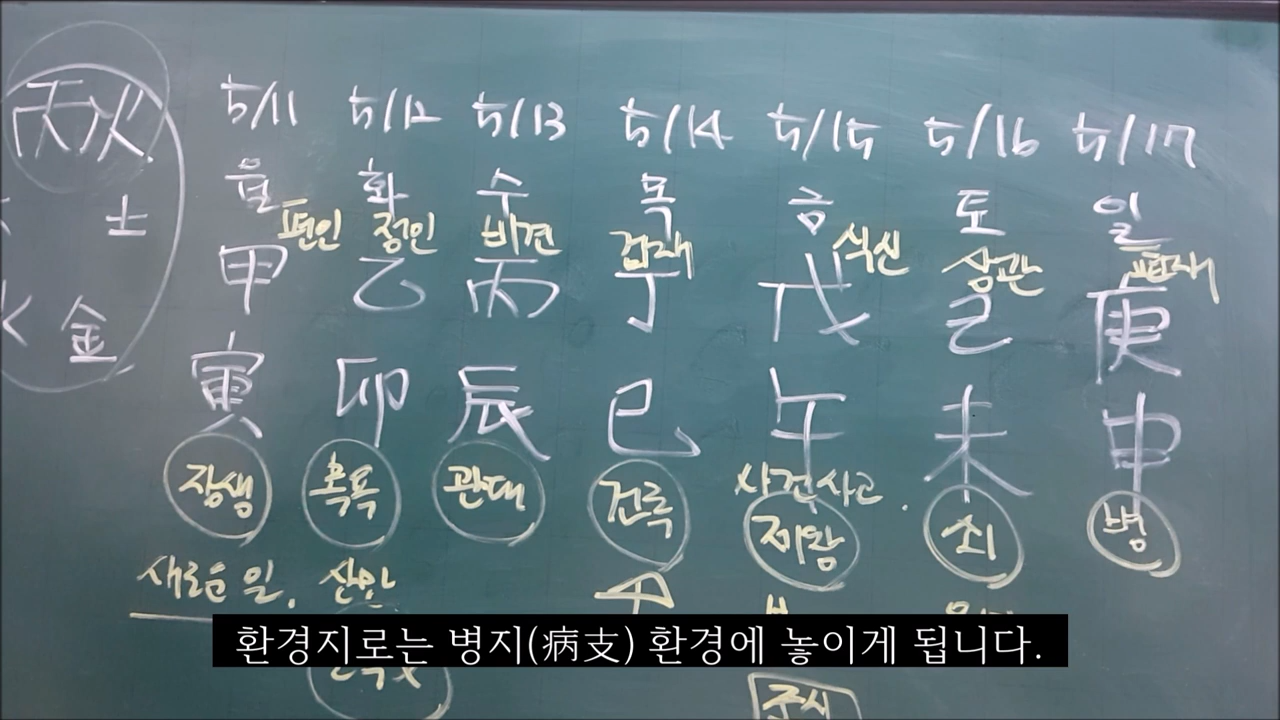 丙火.
土
金
5/11 5/12 5/13 5/14 5/15 5/16 5/17
월 화 수 목 금 토 일
편인 정인 비견 겁재 식신 상관 편재
甲 乙 丙 丁 戊 己 庚
寅 卯 辰 巳 午 未 申
사건사고.
장생 목욕 관대 건록 제왕 쇠 병
새로운 일. 산만
환경지로는 병지(病支) 환경에 놓이게 됩니다.
주식